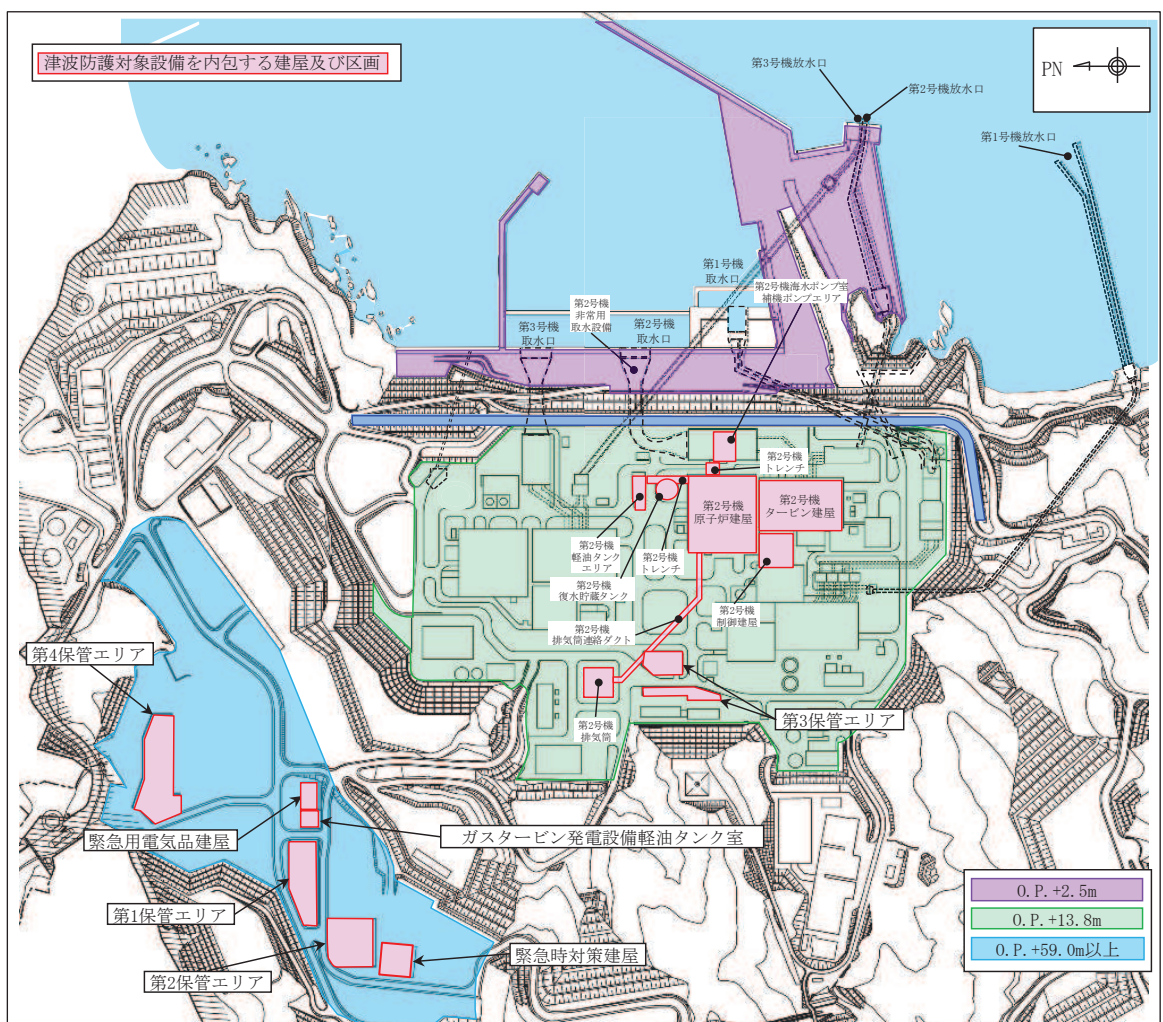 津波防護対象設備を内包する建屋及び区画
PN
第3号機放水口
第2号機放水口
第1号機放水口
第1号機
取水口
第2号機海水ポンプ室
補機ポンプエリア
第2号機
非常用
取水設備
第3号機
取水口
第2号機
取水口
第2号機
トレンチ
第2号機
原子炉建屋
第2号機
タービン建屋
第2号機
軽油タンク
エリア
第2号機
トレンチ
第2号機
復水貯蔵タンク
第2号機
制御建屋
第2号機
排気筒連絡ダクト
第2号機
排気筒
第3保管エリア
第4保管エリア
緊急用電気品建屋
ガスタービン発電設備軽油タンク室
第1保管エリア
第2保管エリア
緊急時対策建屋
O.P.+2.5m
O.P.+13.8m
O.P.+59.0m以上